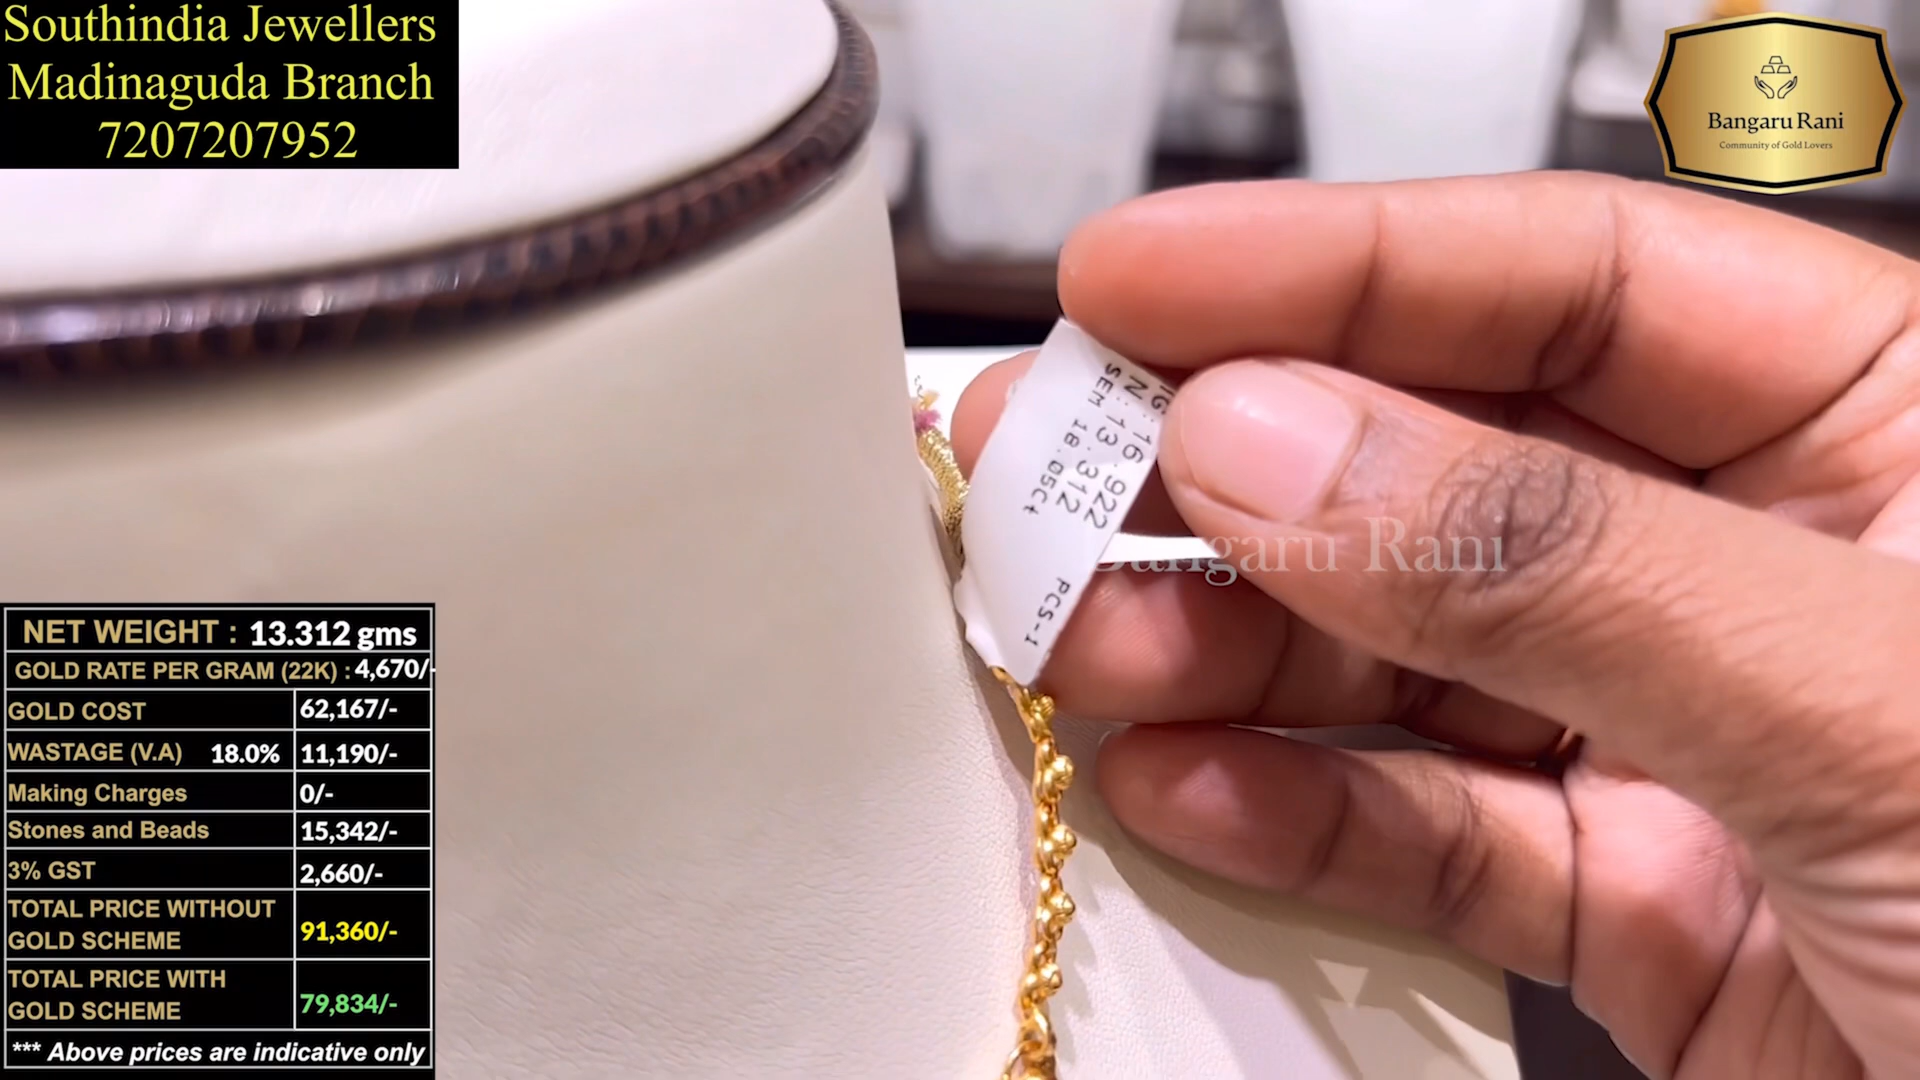 Southindia Jewellers
Madinaguda Branch
7207207952
Bangaru Rani
Community of Gold Lovers
16.922
N: 13.312
SEM 18.05Ct
PCS-1
Bangaru Rani
NET WEIGHT : 13.312 gms
GOLD RATE PER GRAM (22K) : 4,670/-
GOLD COST 62,167/-
WASTAGE (V.A) 18.0% 11,190/-
Making Charges 0/-
Stones and Beads 15,342/-
3% GST 2,660/-
TOTAL PRICE WITHOUT
GOLD SCHEME 91,360/-
TOTAL PRICE WITH
GOLD SCHEME 79,834/-
*** Above prices are indicative only